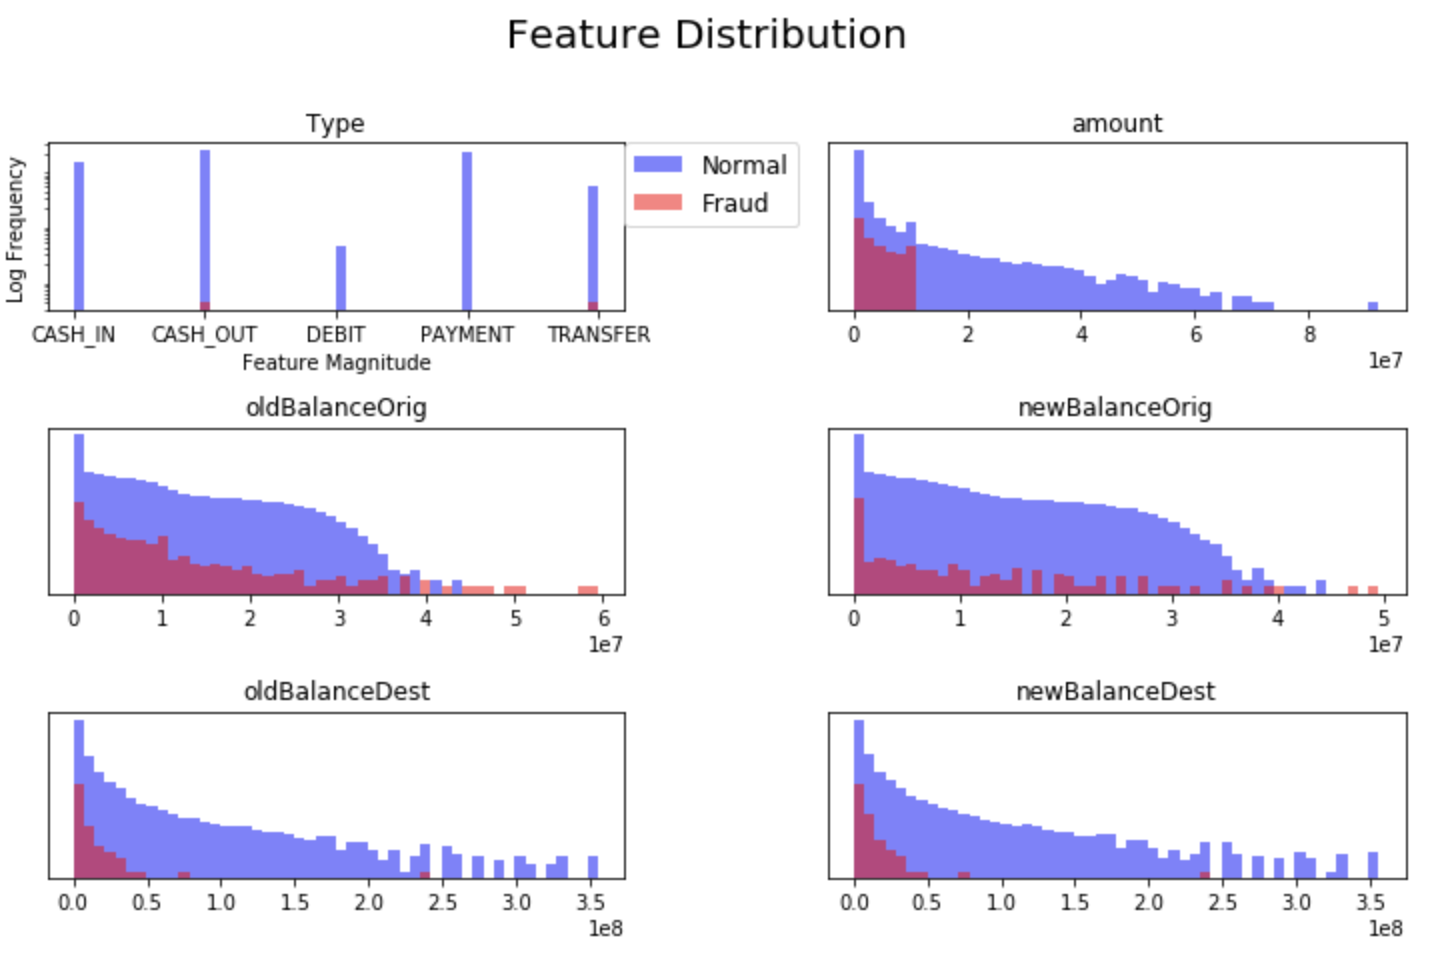 Feature Distribution
Type
Log Frequency
CASH_IN CASH_OUT DEBIT PAYMENT TRANSFER
Feature Magnitude
Normal
Fraud
amount
0 2 4 6 8
1e7
oldBalanceOrig
0 1 2 3 4 5 6
1e7
newBalanceOrig
0 1 2 3 4 5
1e7
oldBalanceDest
0.0 0.5 1.0 1.5 2.0 2.5 3.0 3.5
1e8
newBalanceDest
0.0 0.5 1.0 1.5 2.0 2.5 3.0 3.5
1e8